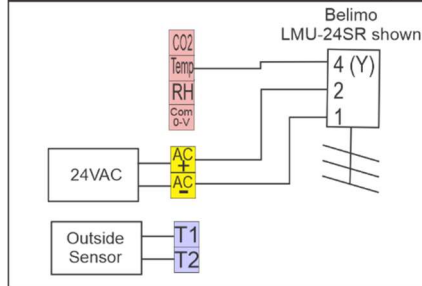 Belimo
LMU-24SR shown
CO2
Temp
RH
Com
0-V
4 (Y)
2
1
24VAC
AC
+
AC
-
Outside
Sensor
T1
T2